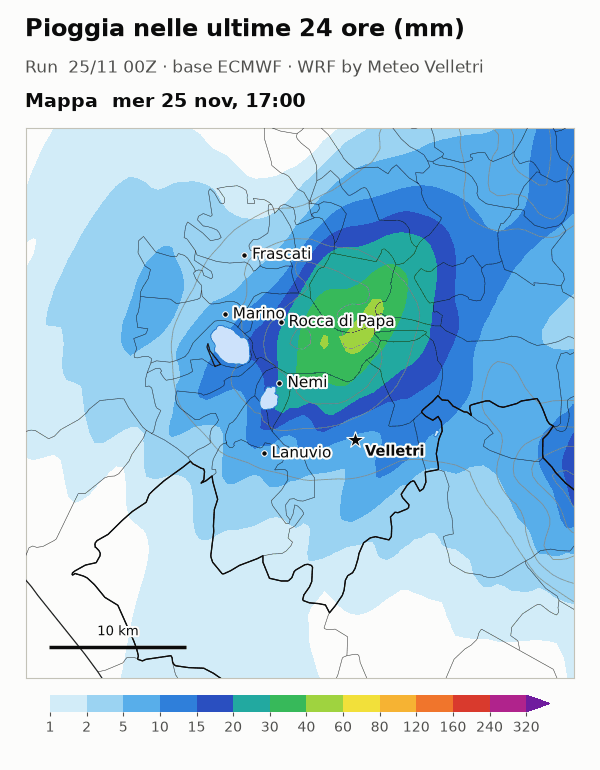 Pioggia nelle ultime 24 ore (mm)
Run  25/11 00Z · base ECMWF · WRF by Meteo Velletri
Mappa  mer 25 nov, 17:00
Frascati
Marino
Rocca di Papa
Nemi
Velletri
Lanuvio
10 km
1 2 5 10 15 20 30 40 60 80 120 160 240 320